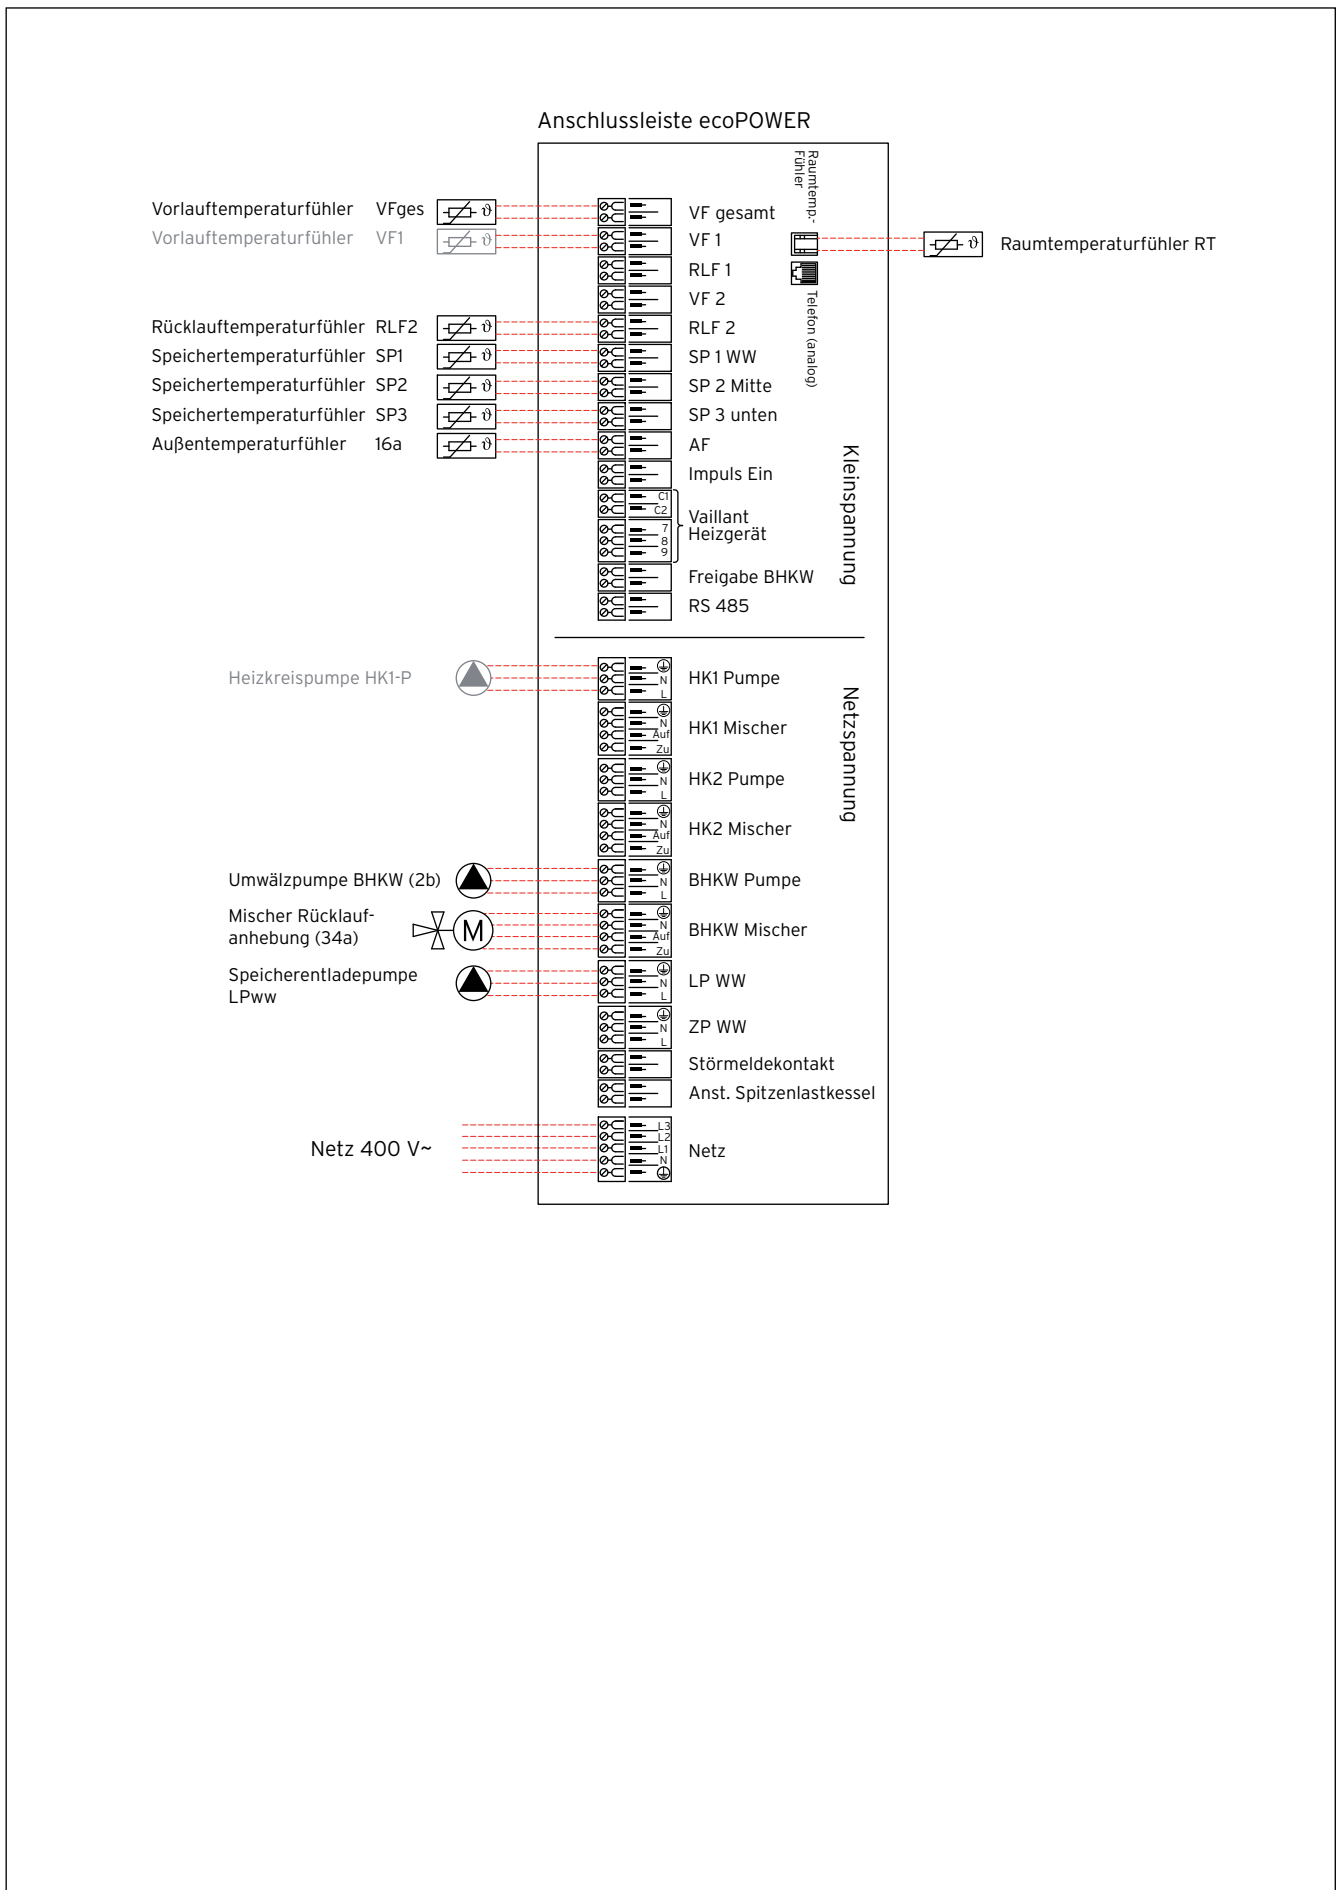 Anschlussleiste ecoPOWER
Raumtemp.-
Fühler
Vorlauftemperaturfühler VFges ϑ VF gesamt
Vorlauftemperaturfühler VF1 ϑ VF 1
ϑ Raumtemperaturfühler RT
RLF 1
VF 2
Telefon (analog)
Rücklauftemperaturfühler RLF2 ϑ RLF 2
Speichertemperaturfühler SP1 ϑ SP 1 WW
Speichertemperaturfühler SP2 ϑ SP 2 Mitte
Speichertemperaturfühler SP3 ϑ SP 3 unten
Außentemperaturfühler 16a ϑ AF
Kleinspannung
Impuls Ein
C1
C2
7
8
9
Vaillant
Heizgerät
Freigabe BHKW
RS 485
Netzspannung
Heizkreispumpe HK1-P
N
L
HK1 Pumpe
N
Auf
Zu
HK1 Mischer
N
L
HK2 Pumpe
N
Auf
Zu
HK2 Mischer
Umwälzpumpe BHKW (2b)
N
L
BHKW Pumpe
Mischer Rücklauf-
anhebung (34a)
M
N
Auf
Zu
BHKW Mischer
Speicherentladepumpe
LPww
N
L
LP WW
N
L
ZP WW
Störmeldekontakt
Anst. Spitzenlastkessel
Netz 400 V~
L3
L2
L1
N
Netz